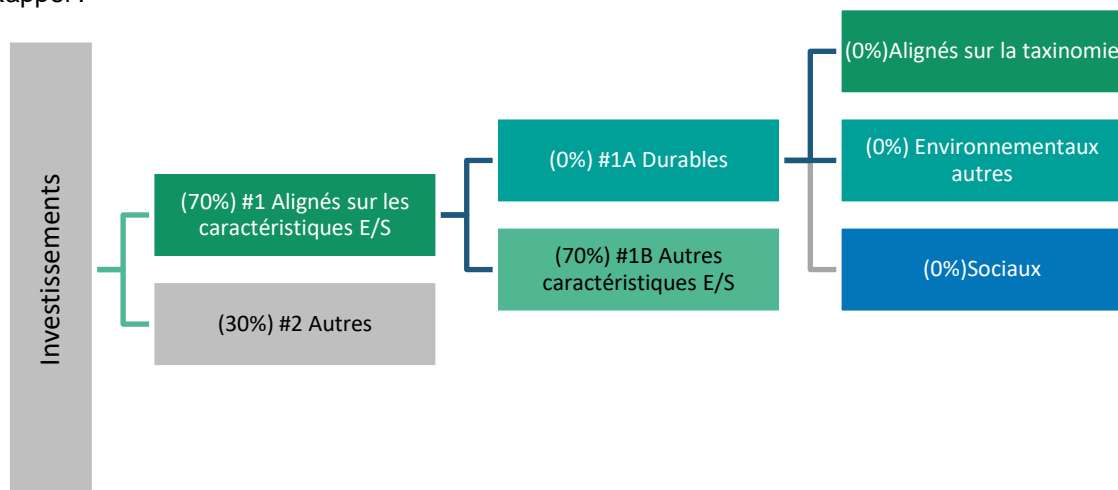 Investissements
(70%) #1 Alignés sur les
caractéristiques E/S
(30%) #2 Autres
(0%) #1A Durables
(70%) #1B Autres
caractéristiques E/S
(0%)Alignés sur la taxinomie
(0%) Environnementaux
autres
(0%)Sociaux